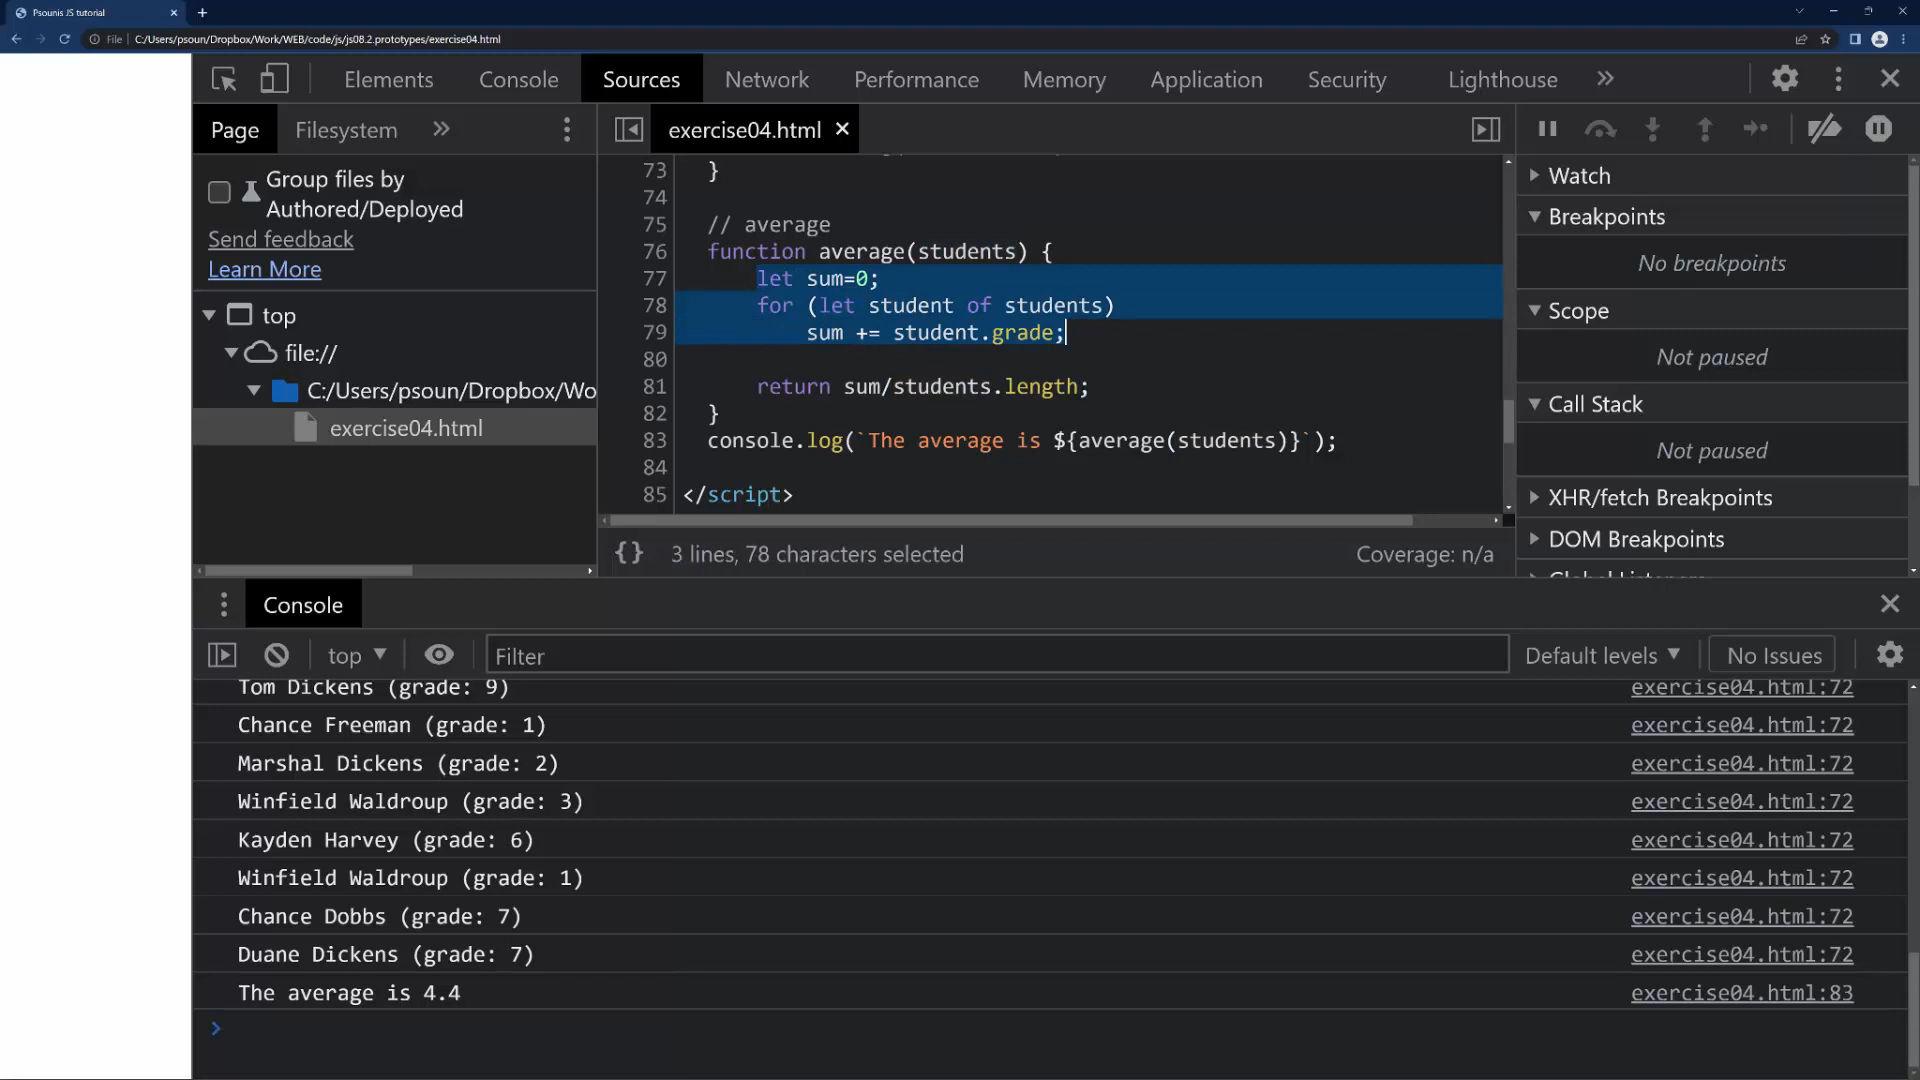 Psounis JS tutorial
File
C:/Users/psoun/Dropbox/Work/WEB/code/js/js08.2.prototypes/exercise04.html
Elements Console Sources Network Performance Memory Application Security Lighthouse
Page Filesystem
exercise04.html
Group files by
Authored/Deployed
Send feedback
Learn More
top
file://
C:/Users/psoun/Dropbox/Wo
exercise04.html
73 }
74
75 // average
76 function average(students) {
77 let sum=0;
78 for (let student of students)
79 sum += student.grade;
80
81 return sum/students.length;
82 }
83 console.log(`The average is ${average(students)}`);
84
85 </script>
{} 3 lines, 78 characters selected Coverage: n/a
Watch
Breakpoints
No breakpoints
Scope
Not paused
Call Stack
Not paused
XHR/fetch Breakpoints
DOM Breakpoints
Console
top Filter Default levels No Issues
Tom Dickens (grade: 9) exercise04.html:72
Chance Freeman (grade: 1) exercise04.html:72
Marshal Dickens (grade: 2) exercise04.html:72
Winfield Waldroup (grade: 3) exercise04.html:72
Kayden Harvey (grade: 6) exercise04.html:72
Winfield Waldroup (grade: 1) exercise04.html:72
Chance Dobbs (grade: 7) exercise04.html:72
Duane Dickens (grade: 7) exercise04.html:72
The average is 4.4 exercise04.html:83